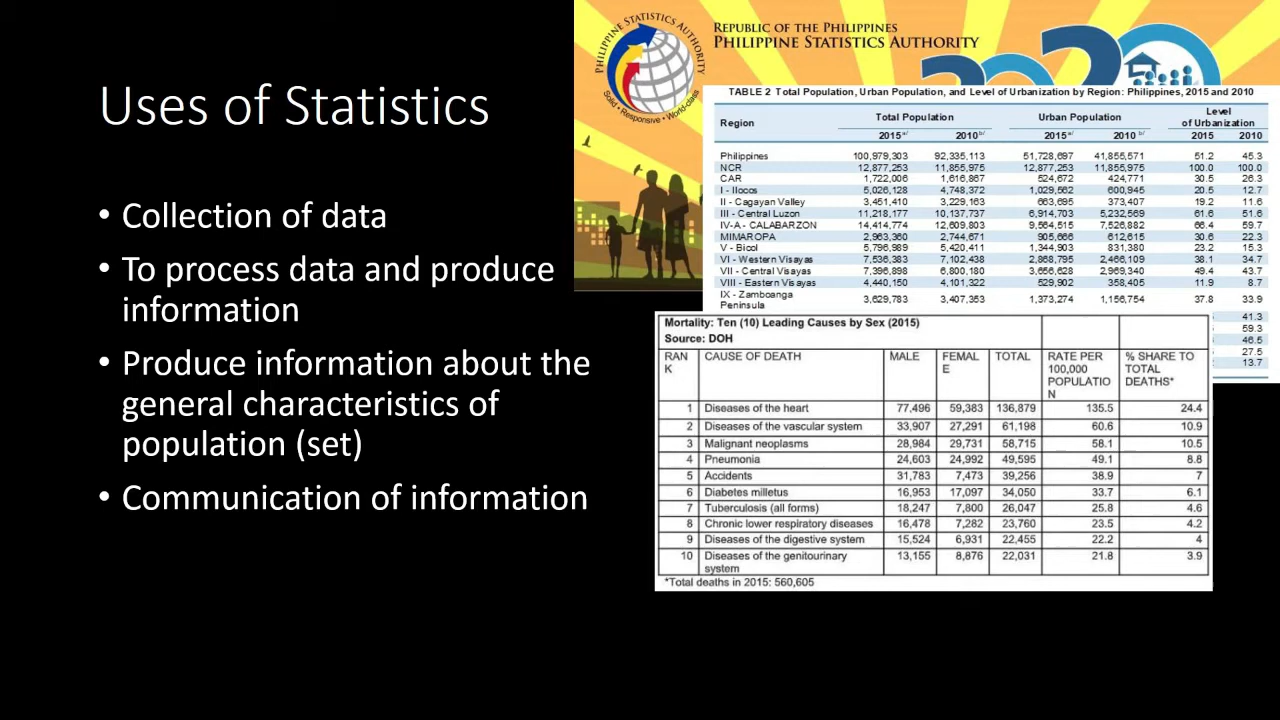 Uses of Statistics
• Collection of data
• To process data and produce
information
• Produce information about the
general characteristics of
population (set)
• Communication of information
PHILIPPINE STATISTICS AUTHORITY
Solid • Responsive • World-class
REPUBLIC OF THE PHILIPPINES
PHILIPPINE STATISTICS AUTHORITY
2020
TABLE 2 Total Population, Urban Population, and Level of Urbanization by Region: Philippines, 2015 and 2010
Region Total Population Urban Population Level of Urbanization
2015 a/ 2010 b/ 2015 a/ 2010 b/ 2015 2010
Philippines 100,979,303 92,335,113 51,728,697 41,855,571 51.2 45.3
NCR 12,877,253 11,855,975 12,877,253 11,855,975 100.0 100.0
CAR 1,722,006 1,616,867 524,672 424,771 30.5 26.3
I - Ilocos 5,026,128 4,748,372 1,029,562 600,945 20.5 12.7
II - Cagayan Valley 3,451,410 3,229,163 663,695 373,407 19.2 11.6
III - Central Luzon 11,218,177 10,137,737 6,914,703 5,232,569 61.6 51.6
IV-A - CALABARZON 14,414,774 12,609,803 9,564,515 7,526,882 66.4 59.7
MIMAROPA 2,963,360 2,744,671 905,666 612,615 30.6 22.3
V - Bicol 5,796,989 5,420,411 1,344,903 831,380 23.2 15.3
VI - Western Visayas 7,536,383 7,102,438 2,868,795 2,466,109 38.1 34.7
VII - Central Visayas 7,396,898 6,800,180 3,656,628 2,969,340 49.4 43.7
VIII - Eastern Visayas 4,440,150 4,101,322 529,902 358,405 11.9 8.7
IX - Zamboanga
Peninsula 3,629,783 3,407,353 1,373,274 1,156,754 37.8 33.9
41.3
59.3
46.5
27.5
13.7
Mortality: Ten (10) Leading Causes by Sex (2015)
Source: DOH
RANK CAUSE OF DEATH MALE FEMALE TOTAL RATE PER 100,000 POPULATION % SHARE TO TOTAL DEATHS*
1 Diseases of the heart 77,496 59,383 136,879 135.5 24.4
2 Diseases of the vascular system 33,907 27,291 61,198 60.6 10.9
3 Malignant neoplasms 28,984 29,731 58,715 58.1 10.5
4 Pneumonia 24,603 24,992 49,595 49.1 8.8
5 Accidents 31,783 7,473 39,256 38.9 7
6 Diabetes milletus 16,953 17,097 34,050 33.7 6.1
7 Tuberculosis (all forms) 18,247 7,800 26,047 25.8 4.6
8 Chronic lower respiratory diseases 16,478 7,282 23,760 23.5 4.2
9 Diseases of the digestive system 15,524 6,931 22,455 22.2 4
10 Diseases of the genitourinary
system 13,155 8,876 22,031 21.8 3.9
*Total deaths in 2015: 560,605